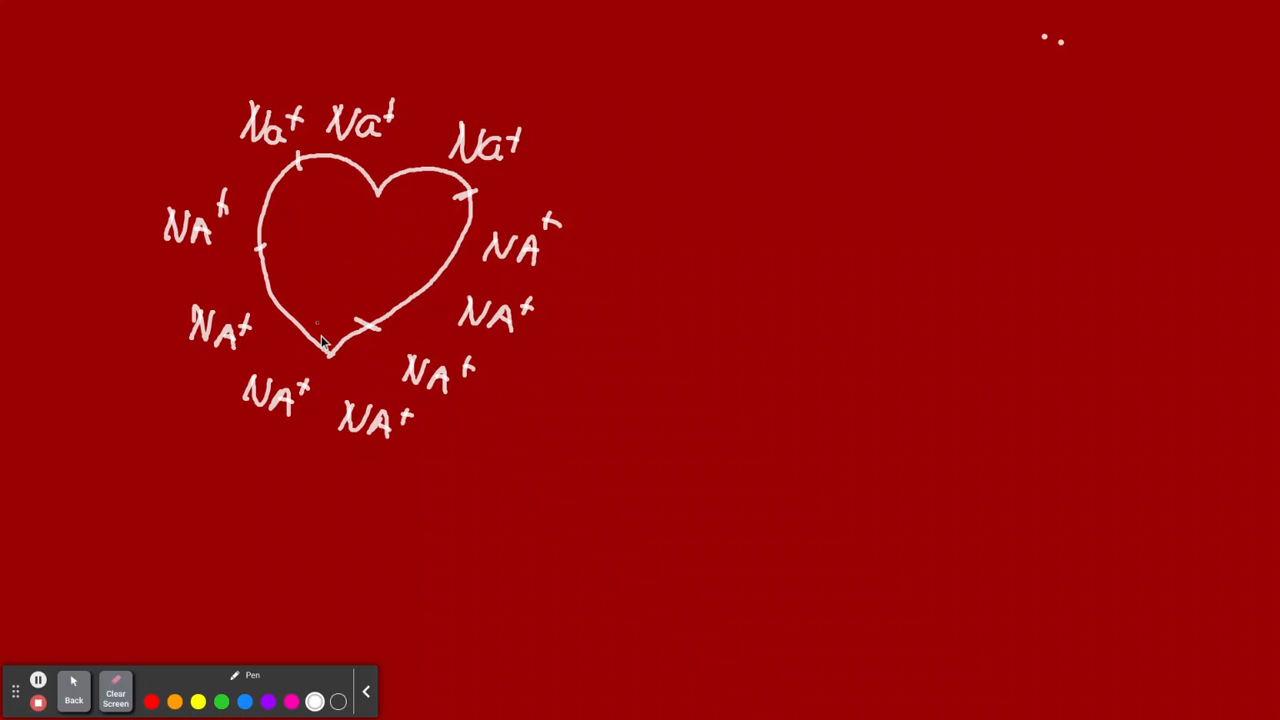 Na+ Na+ Na+
NA+ NA+
NA+ NA+
NA+ NA+
NA+
Pen
Back
Clear
Screen